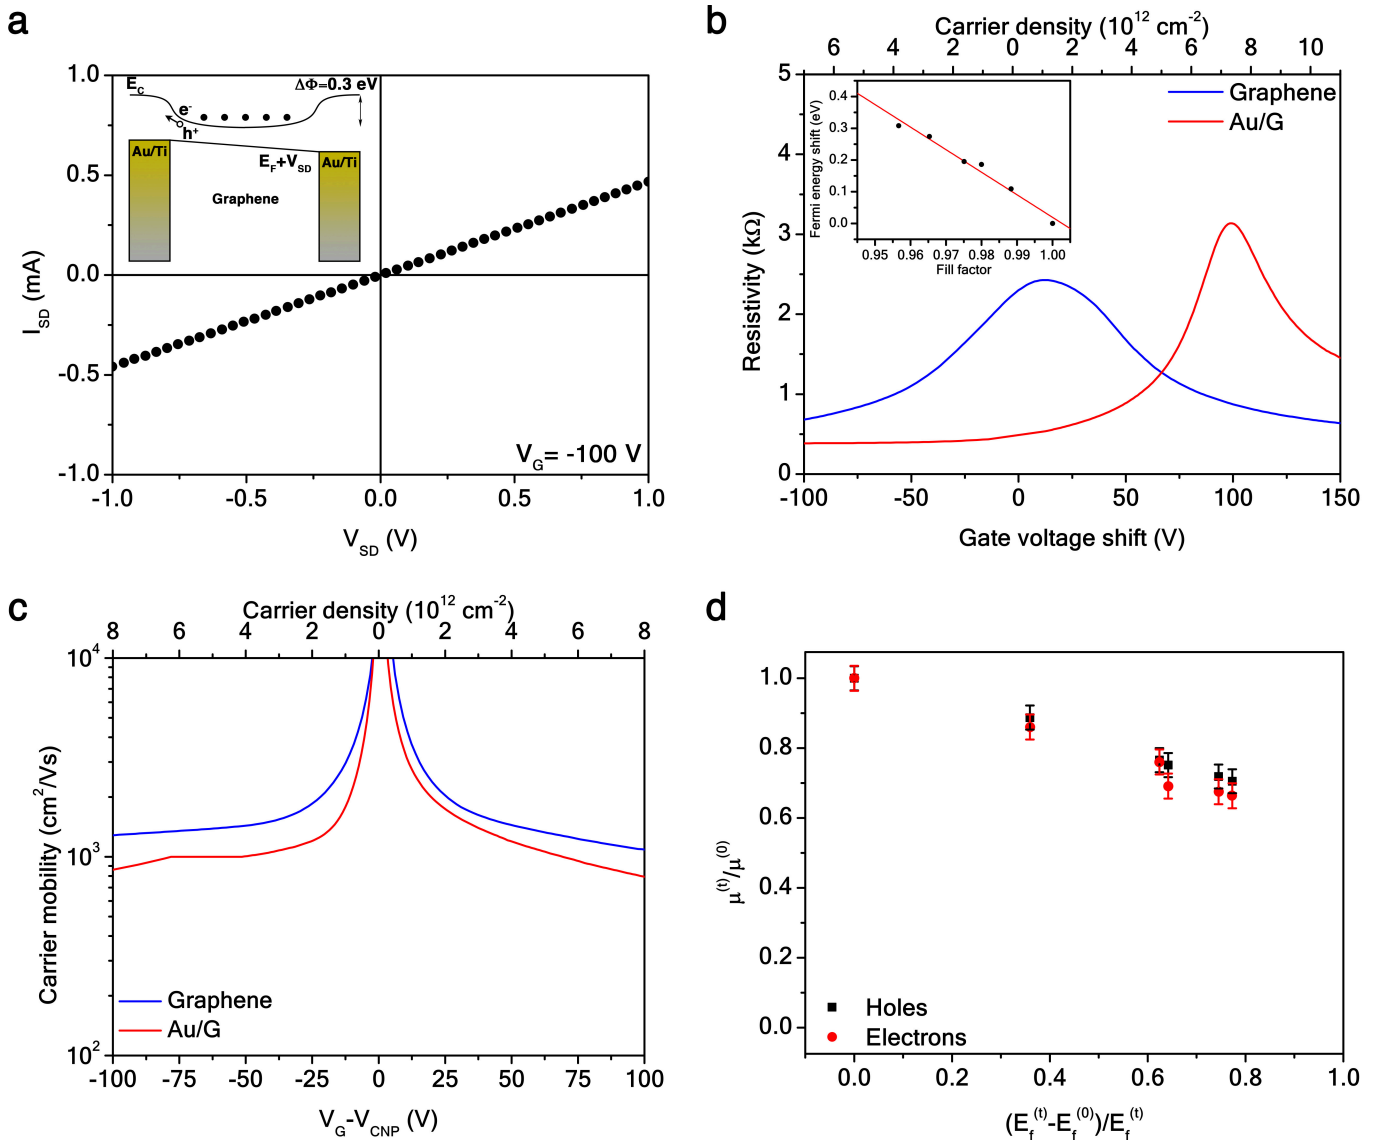 a
1.0
0.5
0.0
-0.5
-1.0
I_SD (mA)
E_C
ΔΦ=0.3 eV
e^-
h^+
Au/Ti
E_F+V_SD
Au/Ti
Graphene
V_G= -100 V
-1.0 -0.5 0.0 0.5 1.0
V_SD (V)
b
Carrier density (10^12 cm^-2)
6 4 2 0 2 4 6 8 10
5
4
3
2
1
0
Resistivity (kΩ)
Graphene
Au/G
0.4
0.3
0.2
0.1
0.0
Fermi energy shift (eV)
0.95 0.96 0.97 0.98 0.99 1.00
Fill factor
-100 -50 0 50 100 150
Gate voltage shift (V)
c
Carrier density (10^12 cm^-2)
8 6 4 2 0 2 4 6 8
10^4
10^3
10^2
Carrier mobility (cm^2/Vs)
Graphene
Au/G
-100 -75 -50 -25 0 25 50 75 100
V_G-V_CNP (V)
d
1.0
0.8
0.6
0.4
0.2
0.0
μ^(t)/μ^(0)
Holes
Electrons
0.0 0.2 0.4 0.6 0.8 1.0
(E_f^(t)-E_f^(0))/E_f^(t)